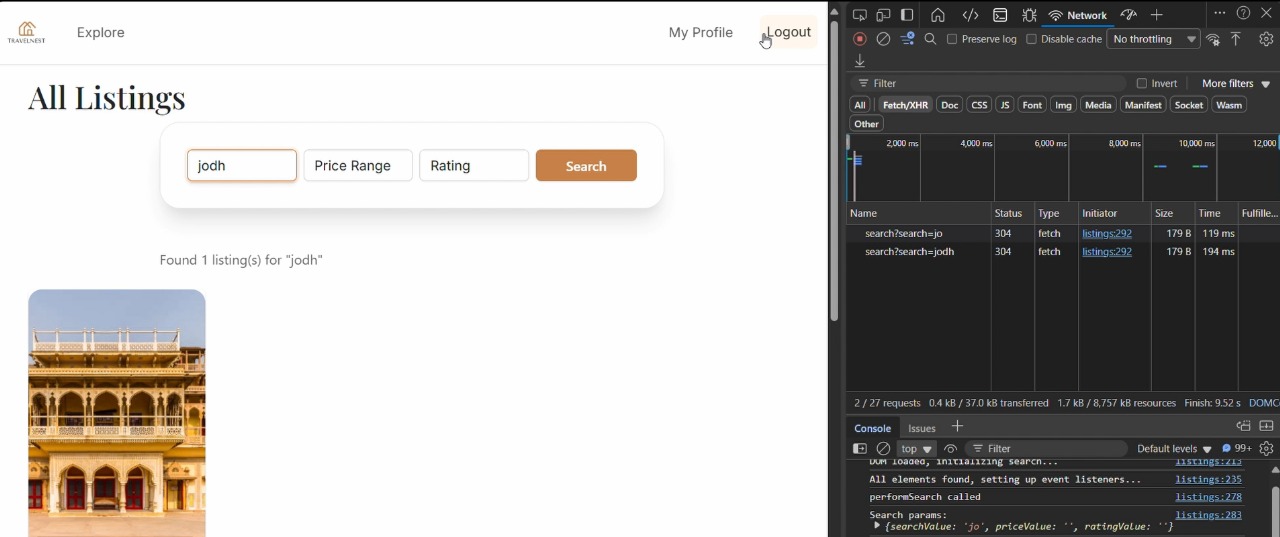 TRAVELNEST
Explore
My Profile
Logout
All Listings
jodh
Price Range
Rating
Search
Found 1 listing(s) for "jodh"
Network
Preserve log
Disable cache
No throttling
Filter
Invert
More filters
All
Fetch/XHR
Doc
CSS
JS
Font
Img
Media
Manifest
Socket
Wasm
Other
2,000 ms
4,000 ms
6,000 ms
8,000 ms
10,000 ms
12,000
Name Status Type Initiator Size Time Fulfille...
search?search=jo 304 fetch listings:292 179 B 119 ms
search?search=jodh 304 fetch listings:292 179 B 194 ms
2 / 27 requests 0.4 kB / 37.0 kB transferred 1.7 kB / 8,757 kB resources Finish: 9.52 s DOMC
Console
Issues
top
Filter
Default levels
99+
DOM loaded, initializing search... listings:213
All elements found, setting up event listeners... listings:235
performSearch called listings:278
Search params: listings:283
{searchValue: 'jo', priceValue: '', ratingValue: ''}